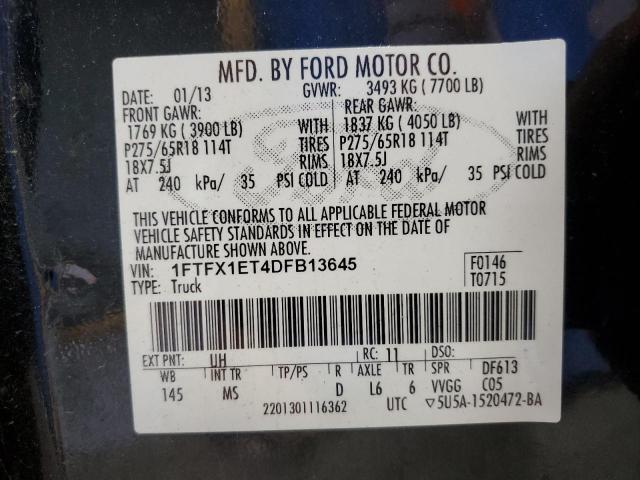 MFD. BY FORD MOTOR CO.
DATE: 01/13 GVWR: 3493 KG ( 7700 LB)
FRONT GAWR: REAR GAWR:
1769 KG ( 3900 LB) WITH 1837 KG ( 4050 LB) WITH
P275/65R18 114T TIRES P275/65R18 114T TIRES
18X7.5J RIMS 18X7.5J RIMS
AT 240 kPa/ 35 PSI COLD AT 240 kPa/ 35 PSI COLD
THIS VEHICLE CONFORMS TO ALL APPLICABLE FEDERAL MOTOR
VEHICLE SAFETY STANDARDS IN EFFECT ON THE DATE OF
MANUFACTURE SHOWN ABOVE.
VIN: 1FTFX1ET4DFB13645 F0146
TYPE: Truck T0715
EXT PNT: UH RC: 11 DSO:
WB INT TR TP/PS R AXLE TR SPR DF613
145 MS D L6 6 VVGG C05
2201301116362 UTC ▽5U5A-1520472-BA